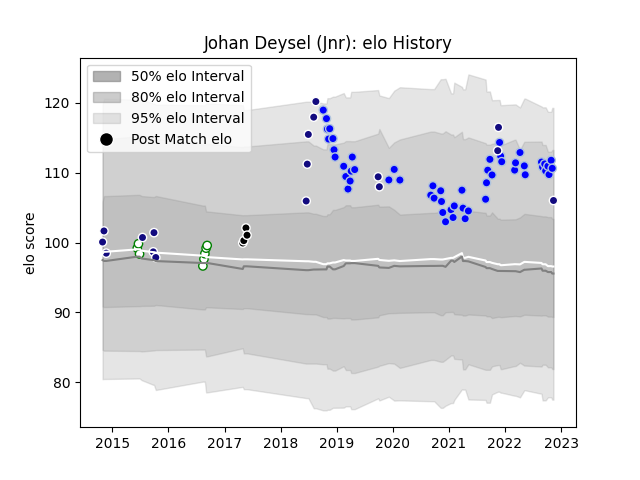 Johan Deysel (Jnr): elo History
50% elo Interval
80% elo Interval
95% elo Interval
Post Match elo
elo score
120
110
100
90
80
2015 2016 2017 2018 2019 2020 2021 2022 2023